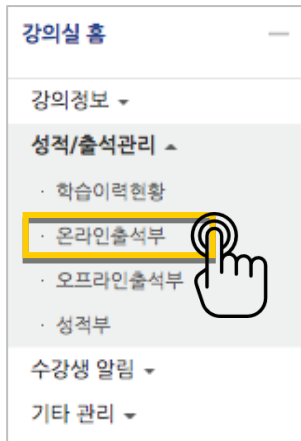 강의실 홈
강의정보
성적/출석관리
· 학습이력현황
· 온라인출석부
· 오프라인출석부
· 성적부
수강생 알림
기타 관리